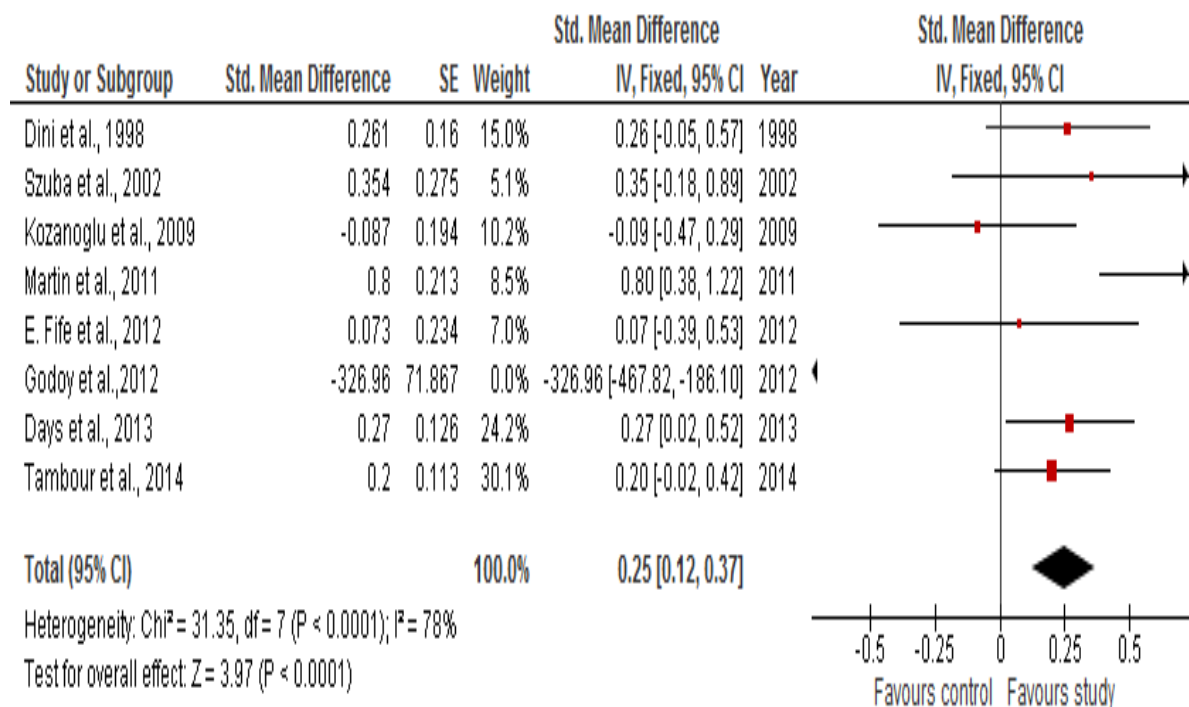 Std. Mean Difference Std. Mean Difference
Study or Subgroup Std. Mean Difference SE Weight IV, Fixed, 95% CI Year IV, Fixed, 95% CI
Dini et al., 1998 0.261 0.16 15.0% 0.26 [-0.05, 0.57] 1998
Szuba et al., 2002 0.354 0.275 5.1% 0.35 [-0.18, 0.89] 2002
Kozanoglu et al., 2009 -0.087 0.194 10.2% -0.09 [-0.47, 0.29] 2009
Martin et al., 2011 0.8 0.213 8.5% 0.80 [0.38, 1.22] 2011
E. Fife et al., 2012 0.073 0.234 7.0% 0.07 [-0.39, 0.53] 2012
Godoy et al.,2012 -326.96 71.867 0.0% -326.96 [-467.82, -186.10] 2012
Days et al., 2013 0.27 0.126 24.2% 0.27 [0.02, 0.52] 2013
Tambour et al., 2014 0.2 0.113 30.1% 0.20 [-0.02, 0.42] 2014
Total (95% CI) 100.0% 0.25 [0.12, 0.37]
Heterogeneity: Chi² = 31.35, df = 7 (P < 0.0001); I² = 78%
Test for overall effect: Z = 3.97 (P < 0.0001)
-0.5 -0.25 0 0.25 0.5
Favours control Favours study